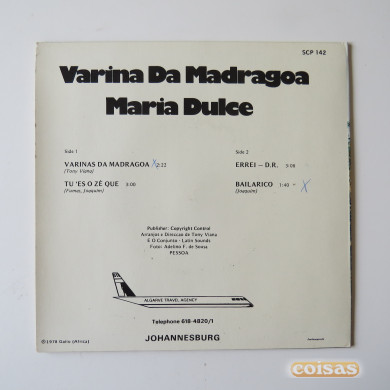 SCP 142
Varina Da Madragoa
Maria Dulce
Side 1
Side 2
VARINAS DA MADRAGOA 2:22
(Tony Viana)
ERREI — D.R. 3:06
TU 'ES O ZÉ QUE 3:00
BAILARICO 1:40 X
(Joaquim)
Publisher: Copyright Control
Arranjos e Direccao de Tony Viana
E O Conjunto - Latin Sounds
Foto: Adelino F. de Sousa
PESSOA
ALGARVE TRAVEL AGENCY
Telephone 618-4820/1
JOHANNESBURG
1978 Gallo (Africa)
coisas